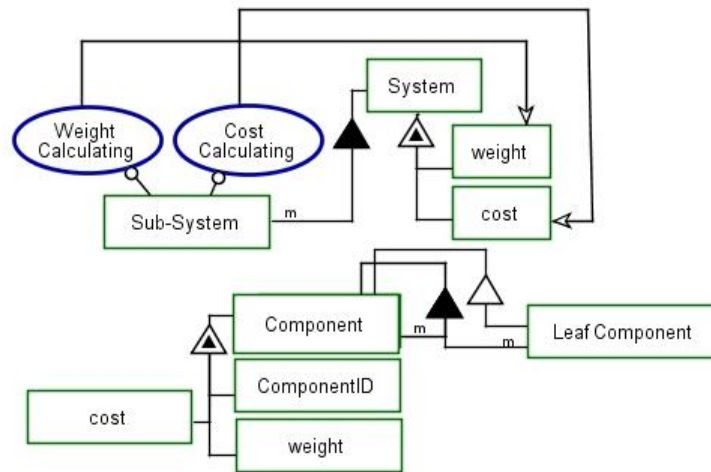 System
Weight
Calculating
Cost
Calculating
weight
Sub-System
m
cost
Component
m
Leaf Component
m
ComponentID
cost
weight